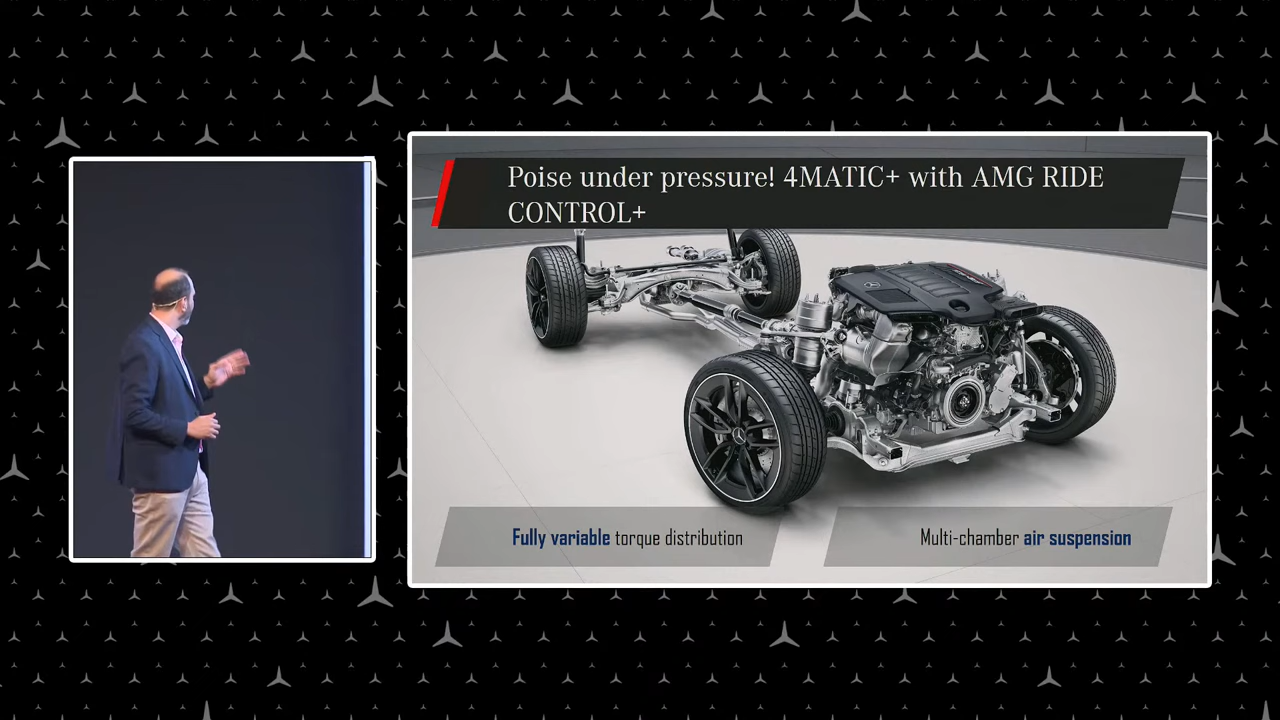 Poise under pressure! 4MATIC+ with AMG RIDE
CONTROL+
Fully variable torque distribution
Multi-chamber air suspension